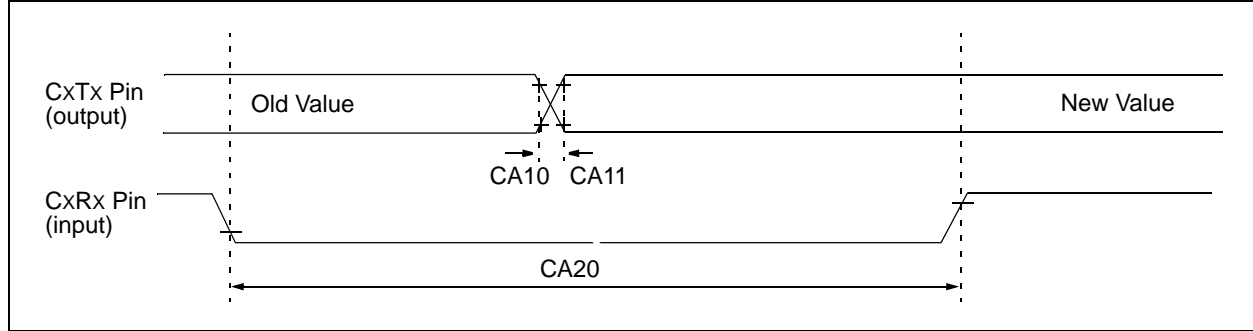 CxTx Pin
(output)
Old Value
New Value
CA10 CA11
CxRx Pin
(input)
CA20